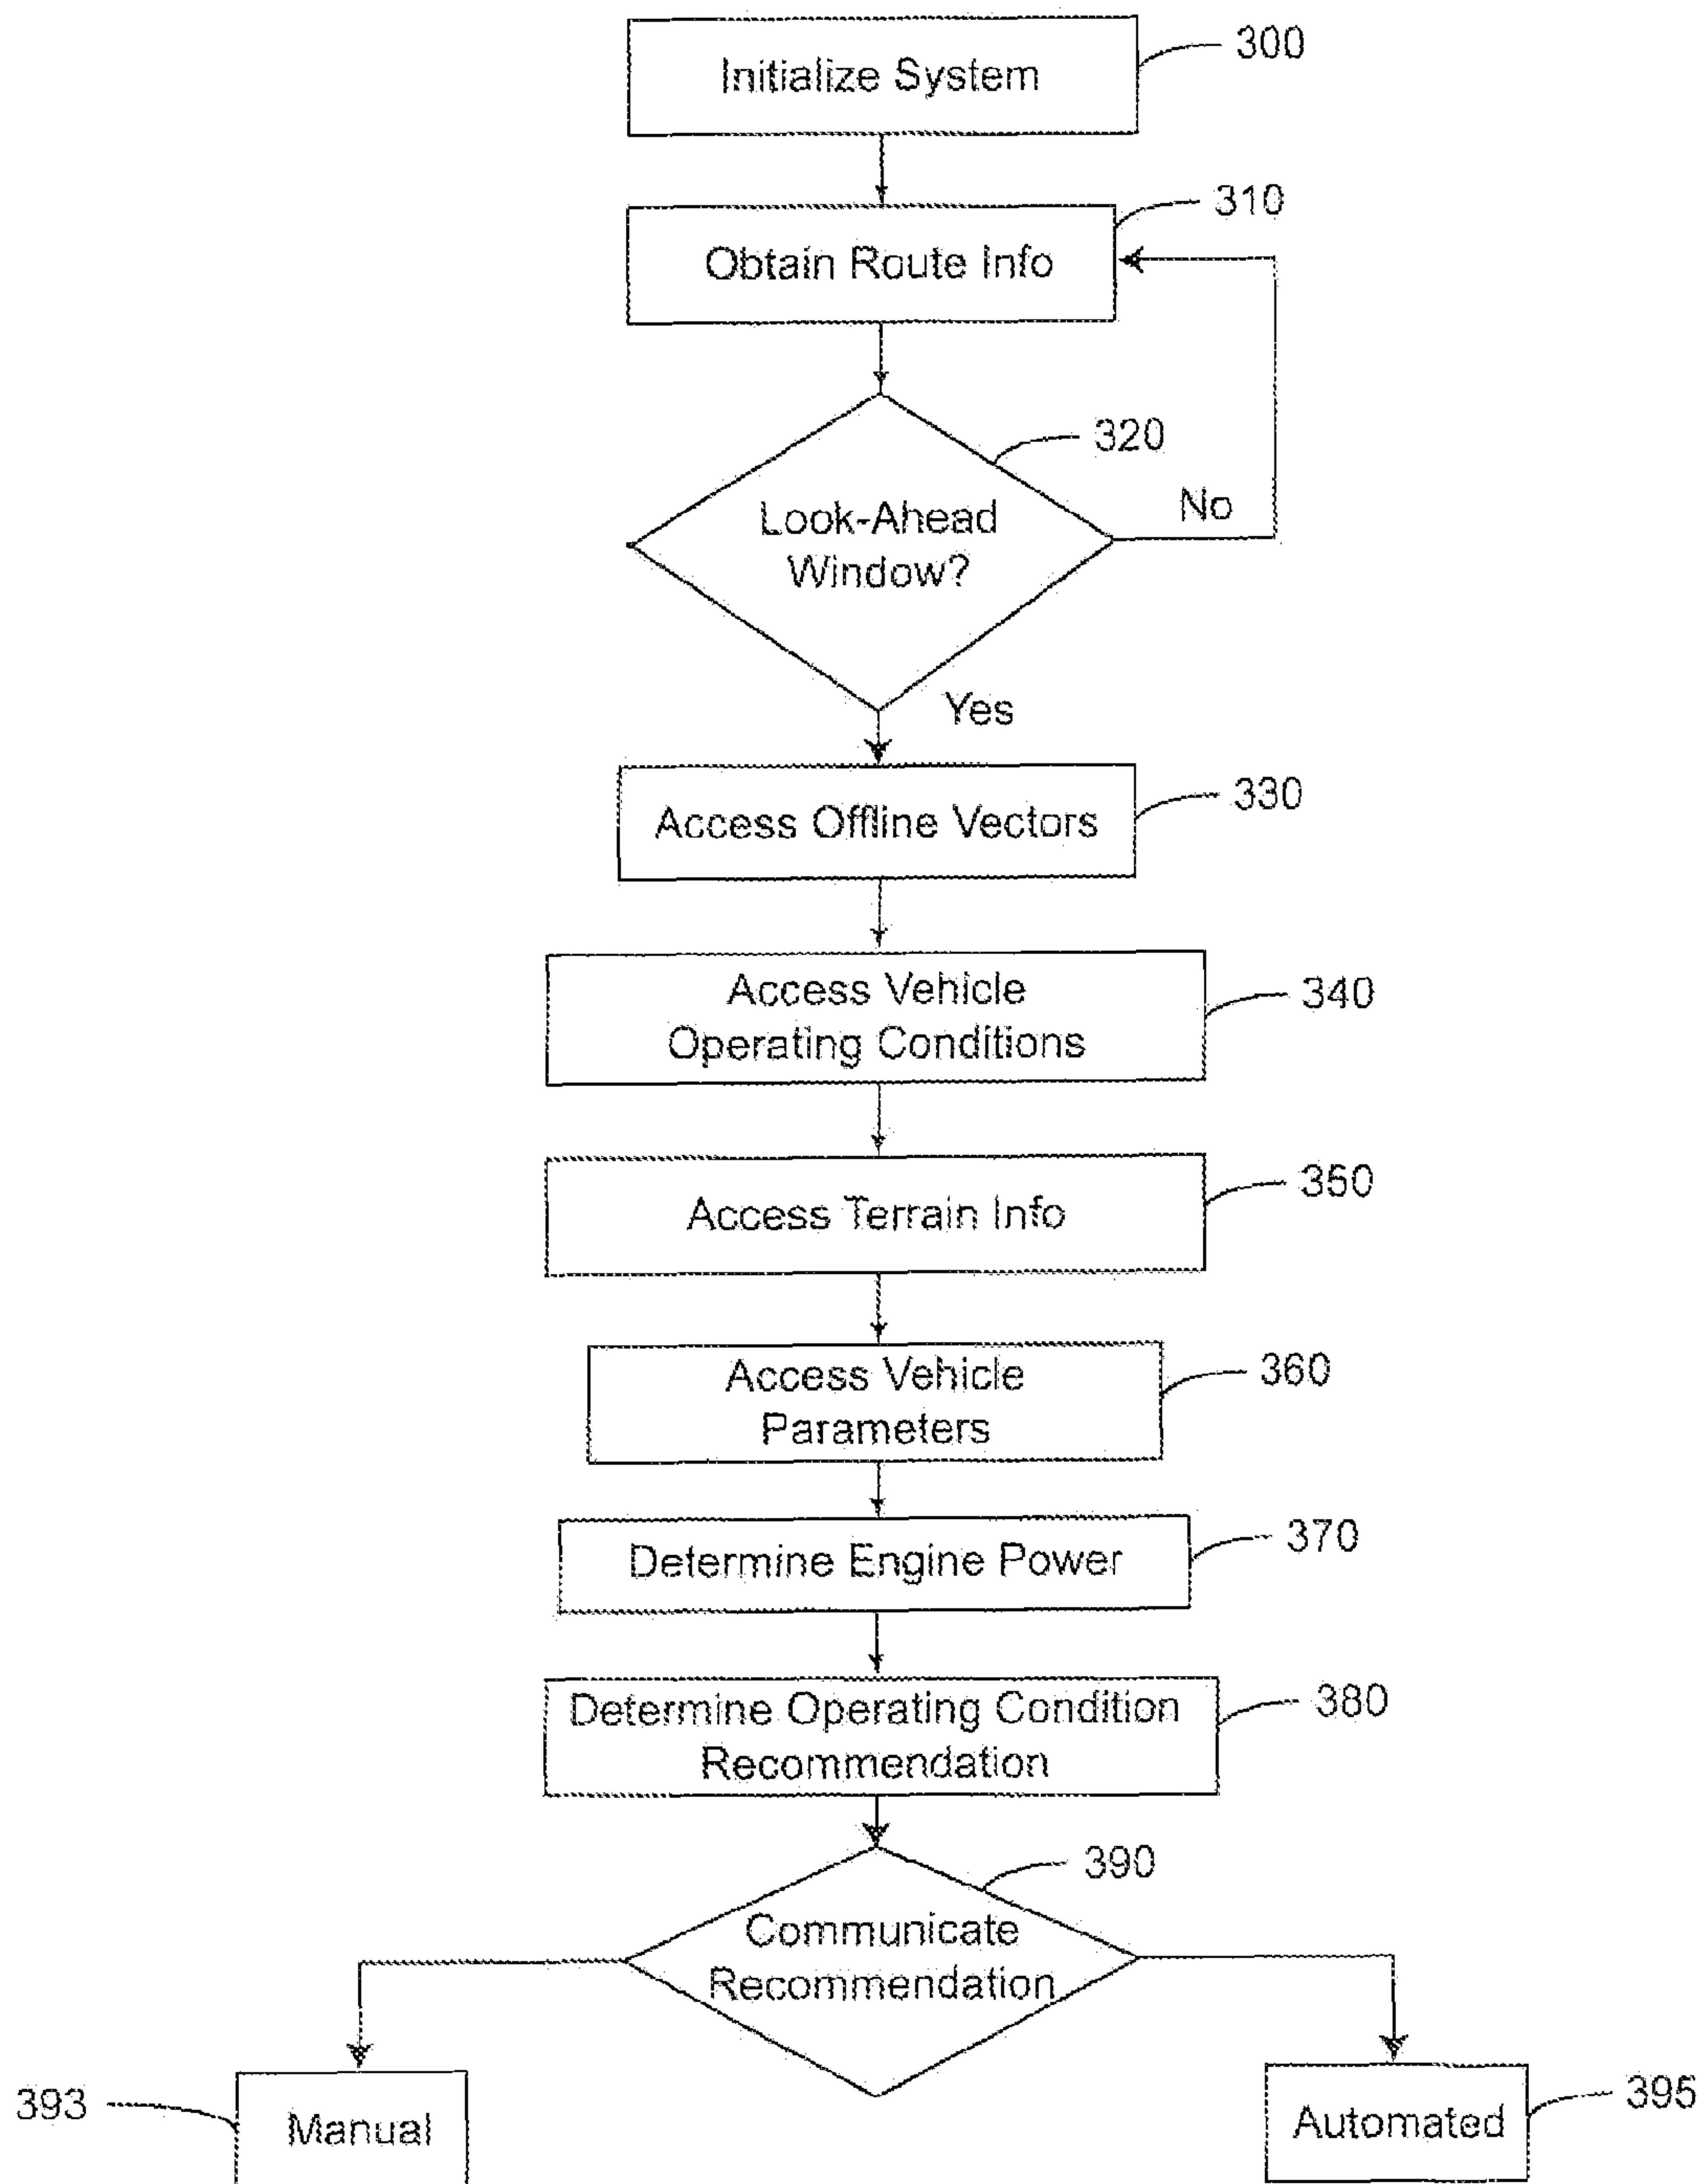 Initialize System
300
Obtain Route Info
310
Look-Ahead
Window?
320
No
Yes
Access Offline Vectors
330
Access Vehicle
Operating Conditions
340
Access Terrain Info
350
Access Vehicle
Parameters
360
Determine Engine Power
370
Determine Operating Condition
Recommendation
380
Communicate
Recommendation
390
393
Manual
Automated
395